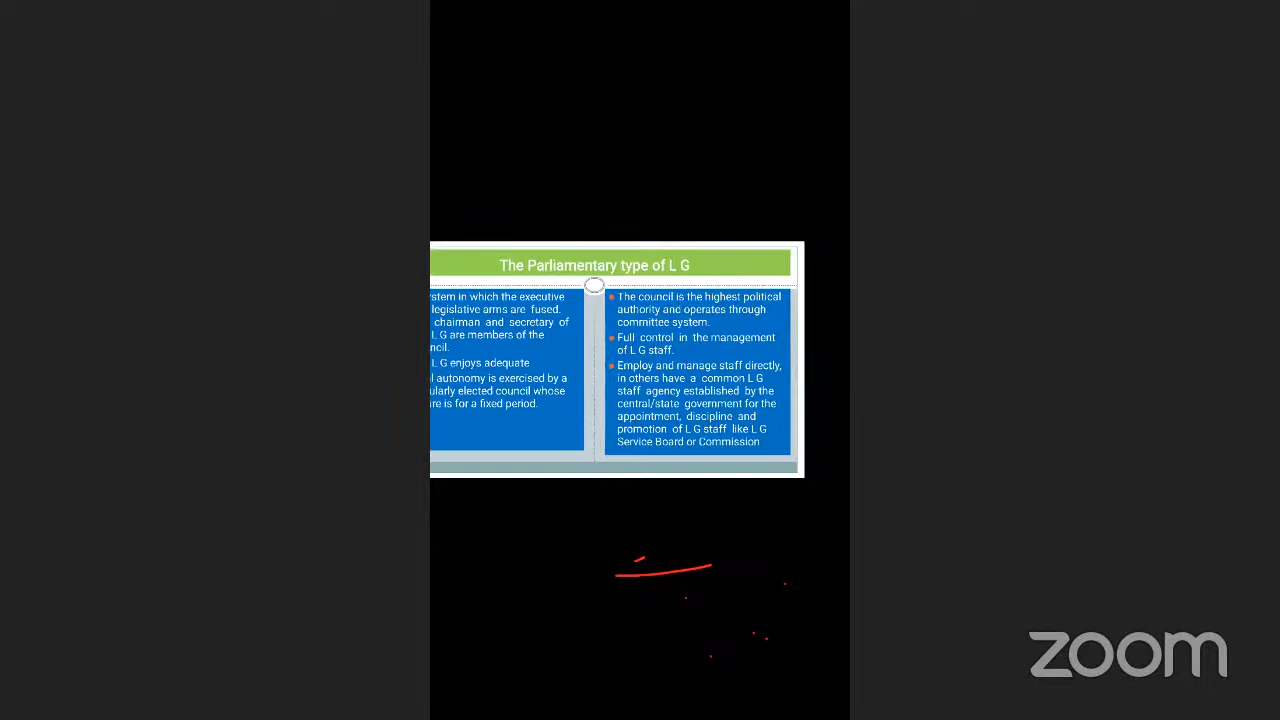 The Parliamentary type of L G
ystem in which the executive
legislative arms are fused.
chairman and secretary of
L G are members of the
ncil.
L G enjoys adequate
l autonomy is exercised by a
ularly elected council whose
re is for a fixed period.
The council is the highest political
authority and operates through
committee system.
Full control in the management
of L G staff.
Employ and manage staff directly,
in others have a common L G
staff agency established by the
central/state government for the
appointment, discipline and
promotion of L G staff like L G
Service Board or Commission
zoom